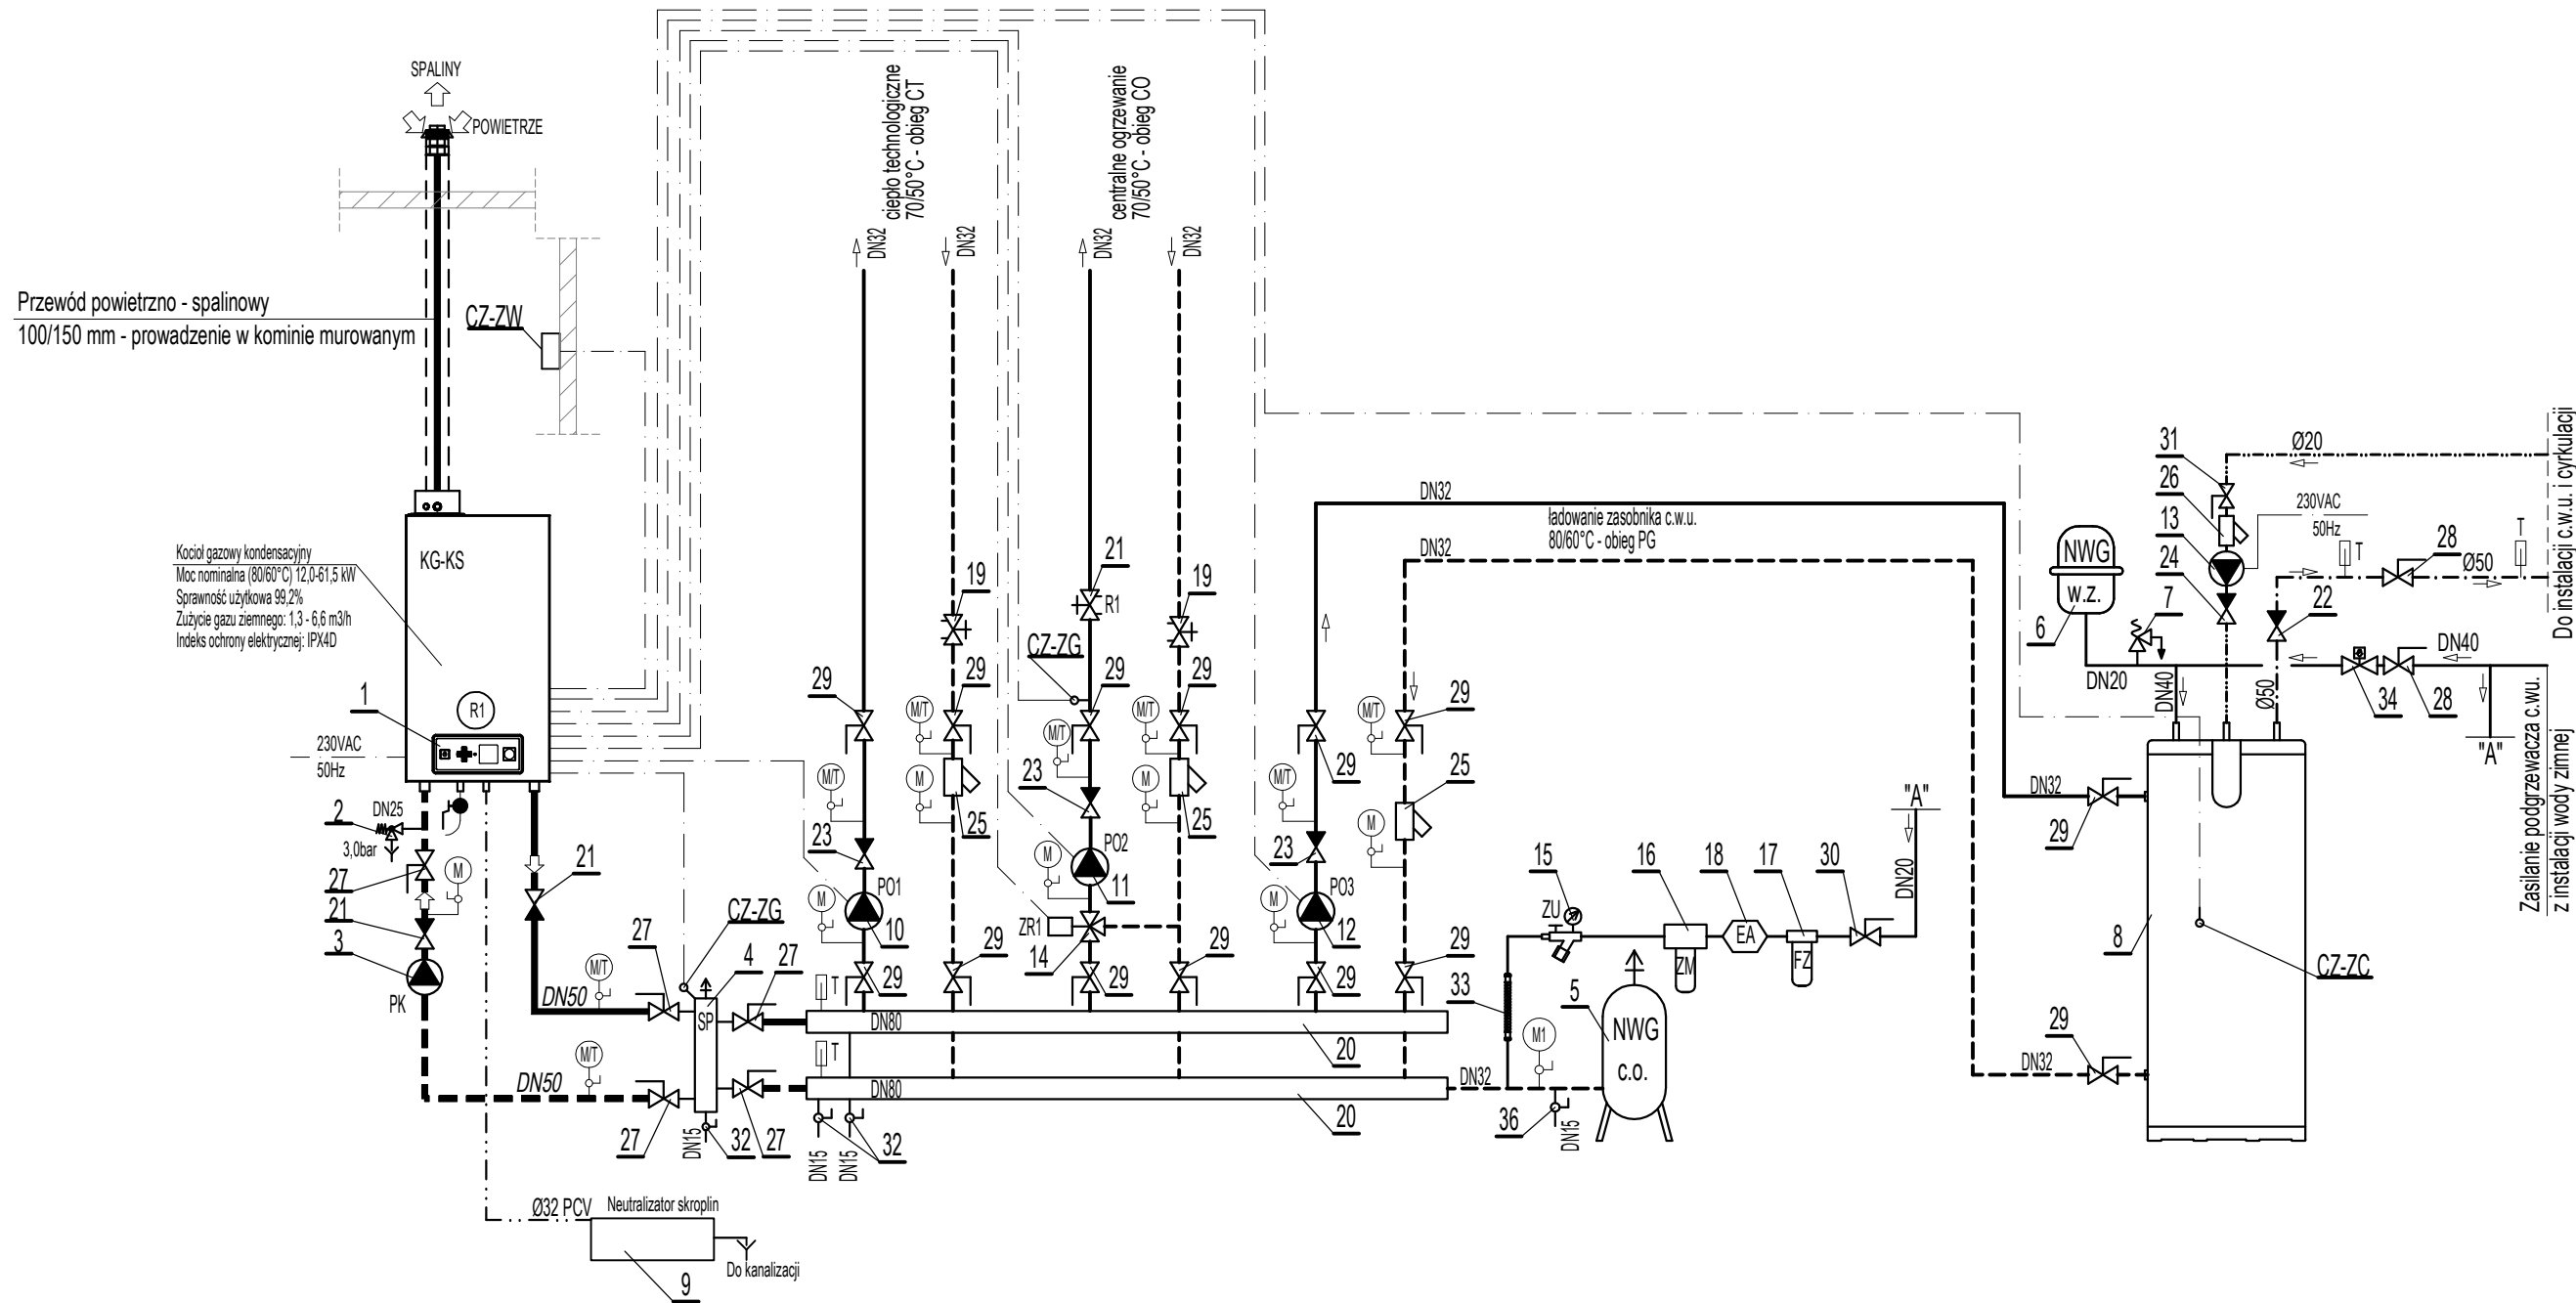 SPALINY
POWIETRZE
Przewód powietrzno - spalinowy
100/150 mm - prowadzenie w kominie murowanym
CZ-ZW
Kocioł gazowy kondensacyjny
Moc nominalna (80/60°C) 12,0-61,5 kW
Sprawność użytkowa 99,2%
Zużycie gazu ziemnego: 1,3 - 6,6 m3/h
Indeks ochrony elektrycznej: IPX4D
KG-KS
R1
1
230VAC
50Hz
2
DN25
3,0bar
27
M
21
3
PK
21
DN50
M/T
27
CZ-ZG
4
27
SP
DN50
M/T
27
DN15
32
27
Ø32 PCV
Neutralizator skroplin
Do kanalizacji
9
ciepło technologiczne
70/50°C - obieg CT
DN32
DN32
centralne ogrzewanie
70/50°C - obieg CO
DN32
DN32
19
21
R1
19
CZ-ZG
29
29
29
29
M/T
M/T
M/T
M/T
M
M
23
25
23
25
PO1
M
10
PO2
M
11
ZR1
14
29
29
29
29
T
DN80
20
T
DN80
20
DN15
DN15
32
DN32
ładowanie zasobnika c.w.u.
80/60°C - obieg PG
DN32
M/T
29
M/T
29
25
M
23
PO3
M
12
29
29
33
DN32
M1
36
DN15
5
NWG
c.o.
15
ZU
16
ZM
18
EA
17
FZ
30
"A"
DN20
31
26
13
24
Ø20
230VAC
50Hz
T
28
T
Ø50
22
NWG
w.z.
6
7
DN20
DN40
Ø50
34
28
DN40
"A"
DN32
29
8
CZ-ZC
29
DN32
Do instalacji c.w.u. i cyrkulacji
Zasilanie podgrzewacza c.wu.
z instalacji wody zimnej